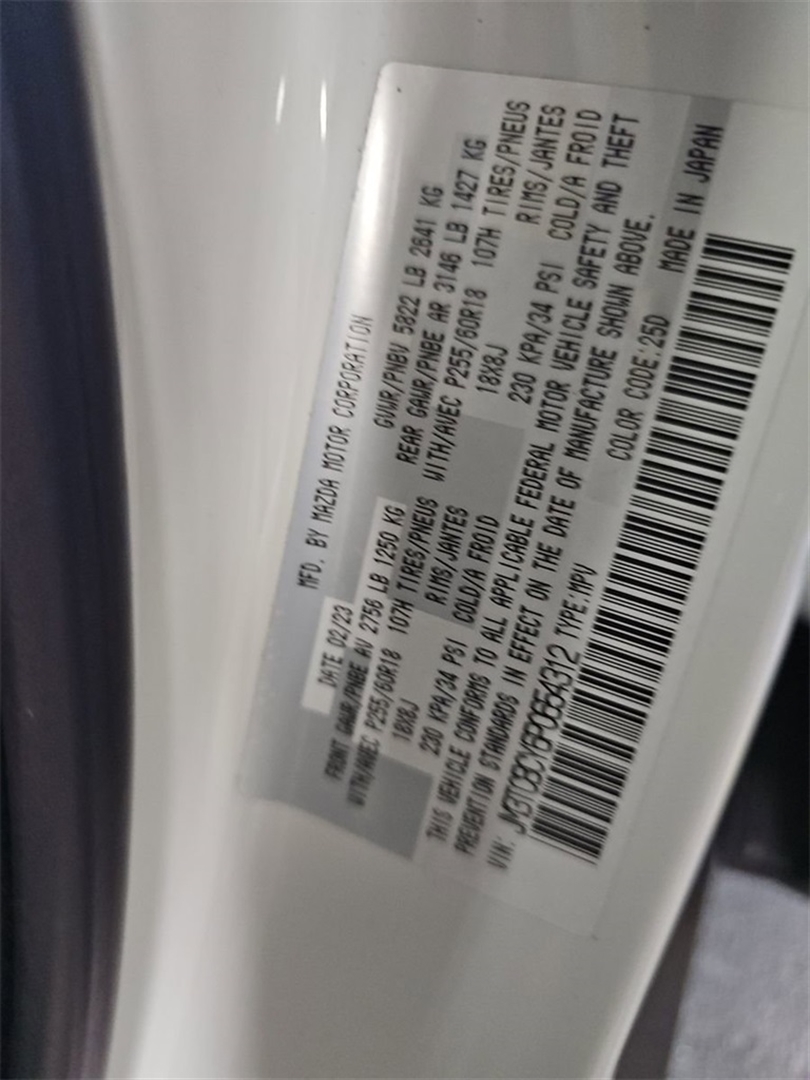 MFD. BY MAZDA MOTOR CORPORATION
DATE 02/23 GVWR/PNBV 5822 LB 2641 KG
FRONT GAWR/PNBE AV 2756 LB 1250 KG REAR GAWR/PNBE AR 3146 LB 1427 KG
WITH/AVEC P255/60R18 107H TIRES/PNEUS WITH/AVEC P255/60R18 107H TIRES/PNEUS
18X8J RIMS/JANTES 18X8J RIMS/JANTES
230 KPA/34 PSI COLD/A FROID 230 KPA/34 PSI COLD/A FROID
THIS VEHICLE CONFORMS TO ALL APPLICABLE FEDERAL MOTOR VEHICLE SAFETY AND THEFT
PREVENTION STANDARDS IN EFFECT ON THE DATE OF MANUFACTURE SHOWN ABOVE.
VIN: JM3TCBCY6P0654312 TYPE:MPV COLOR CODE:25D MADE IN JAPAN